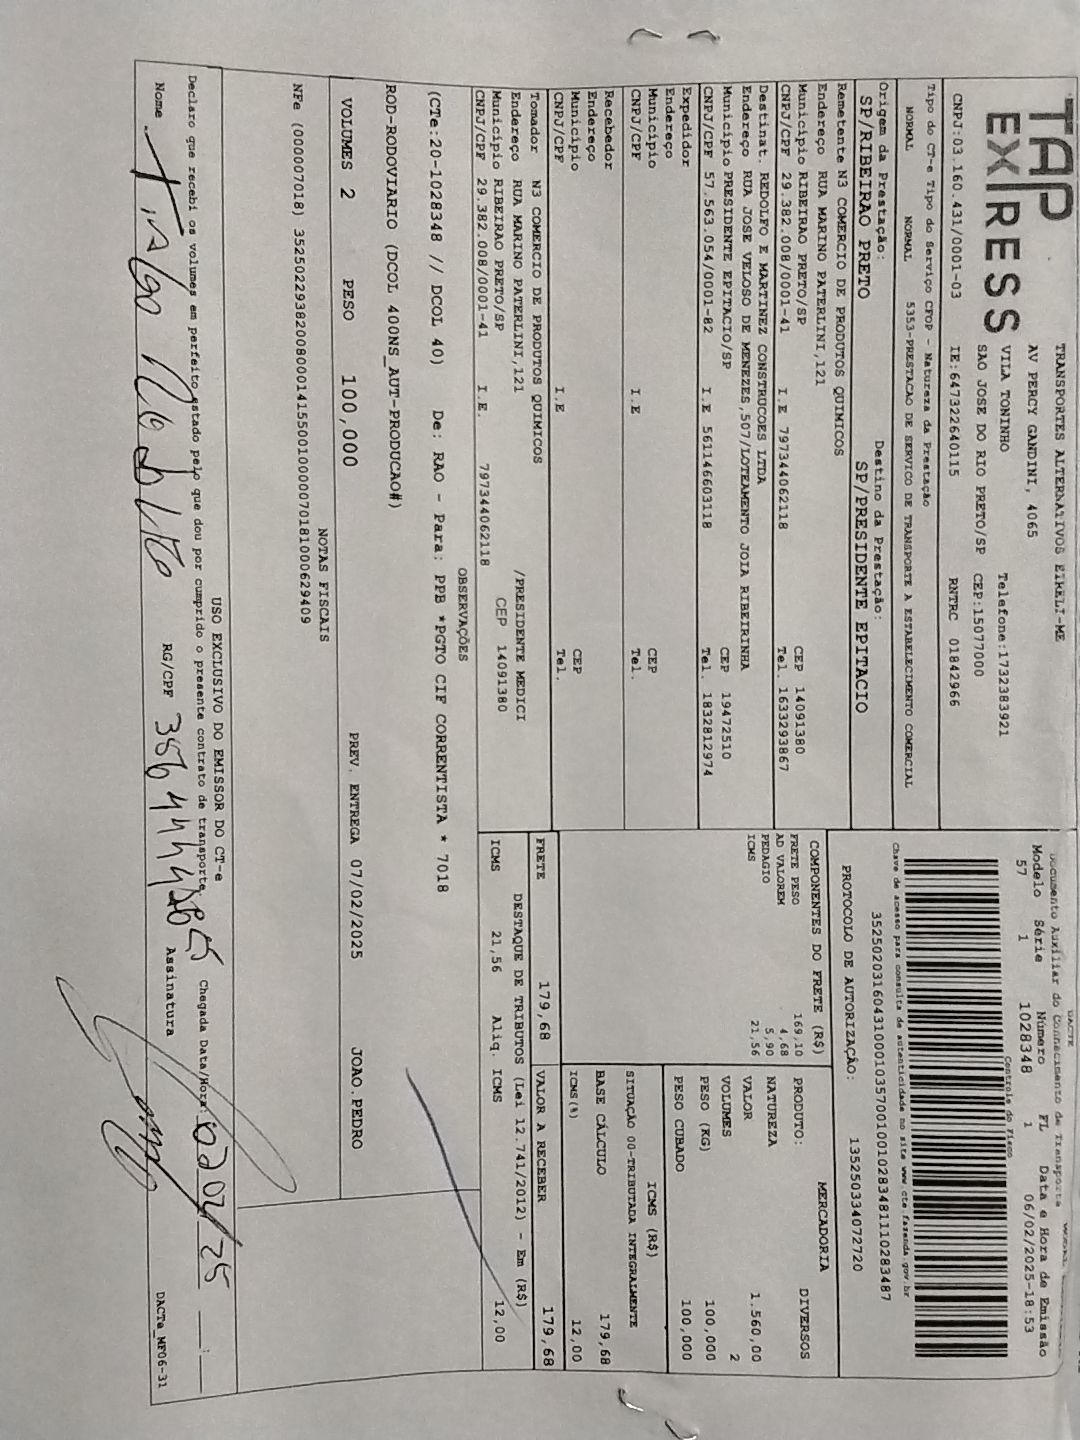 TAP
EXPRESS
TRANSPORTES ALTERNATIVOS EIRELI-ME
AV PERCY GANDINI, 4065
VILA TONINHO Telefone:1732383921
SAO JOSE DO RIO PRETO/SP CEP:15077000
CNPJ:03.160.431/0001-03 IE:647322640115 RNTRC 01842966
Tipo do CT-e Tipo do Serviço CFOP - Natureza da Prestação
NORMAL NORMAL 5353-PRESTACAO DE SERVICO DE TRANSPORTE A ESTABELECIMENTO COMERCIAL
Origem da Prestação: Destino da Prestação:
SP/RIBEIRAO PRETO SP/PRESIDENTE EPITACIO
Remetente N3 COMERCIO DE PRODUTOS QUIMICOS
Endereço RUA MARINO PATERLINI,121
Município RIBEIRAO PRETO/SP CEP 14091380
CNPJ/CPF 29.382.008/0001-41 I.E 797344062118 Tel. 1633293867
Destinat. REDOLFO E MARTINEZ CONSTRUCOES LTDA
Endereço RUA JOSE VELOSO DE MENEZES,507/LOTEAMENTO JOIA RIBEIRINHA
Município PRESIDENTE EPITACIO/SP CEP 19472510
CNPJ/CPF 57.563.054/0001-82 I.E 561146603118 Tel. 1832812974
Expedidor
Endereço
Município CEP
CNPJ/CPF I.E Tel.
Recebedor
Endereço
Município CEP
CNPJ/CPF I.E Tel.
Tomador N3 COMERCIO DE PRODUTOS QUIMICOS
Endereço RUA MARINO PATERLINI,121 /PRESIDENTE MEDICI
Município RIBEIRAO PRETO/SP CEP 14091380
CNPJ/CPF 29.382.008/0001-41 I.E. 797344062118
DACTE
Documento Auxiliar do Conhecimento de Transporte
Modelo Série Número FL Data e Hora de Emissão
57 1 1028348 1 06/02/2025-18:53
Controle do Fisco
Chave de acesso para consulta de autenticidade no site www.cte.fazenda.gov.br
35250203160431000103570010010283481110283487
PROTOCOLO DE AUTORIZAÇÃO: 135250334072720
COMPONENTES DO FRETE (R$)
FRETE PESO 169,10
AD VALOREM 4,68
PEDAGIO 5,90
ICMS 21,56
MERCADORIA
PRODUTO: DIVERSOS
NATUREZA
VALOR 1.560,00
VOLUMES 2
PESO (KG) 100,000
PESO CUBADO 100,000
ICMS (R$)
SITUAÇÃO 00-TRIBUTADA INTEGRALMENTE
BASE CÁLCULO 179,68
ICMS(%) 12,00
FRETE 179,68 VALOR A RECEBER 179,68
DESTAQUE DE TRIBUTOS (Lei 12.741/2012) - Em (R$)
ICMS 21,56 Aliq. ICMS 12,00
OBSERVAÇÕES
(CTE:20-1028348 // DCOL 40) De: RAO - Para: PPB *PGTO CIF CORRENTISTA * 7018
ROD-RODOVIARIO (DCOL 400NS_AUT-PRODUCAO#)
VOLUMES 2 PESO 100,000 PREV. ENTREGA 07/02/2025 JOAO.PEDRO
NOTAS FISCAIS
NFe (000007018) 35250229382008000141550010000070181000629409
USO EXCLUSIVO DO EMISSOR DO CT-e
Declaro que recebi os volumes em perfeito estado pelo que dou por cumprido o presente contrato de transporte. Chegada Data/Hora:
Nome RG/CPF Assinatura
DACTe_MF06-31